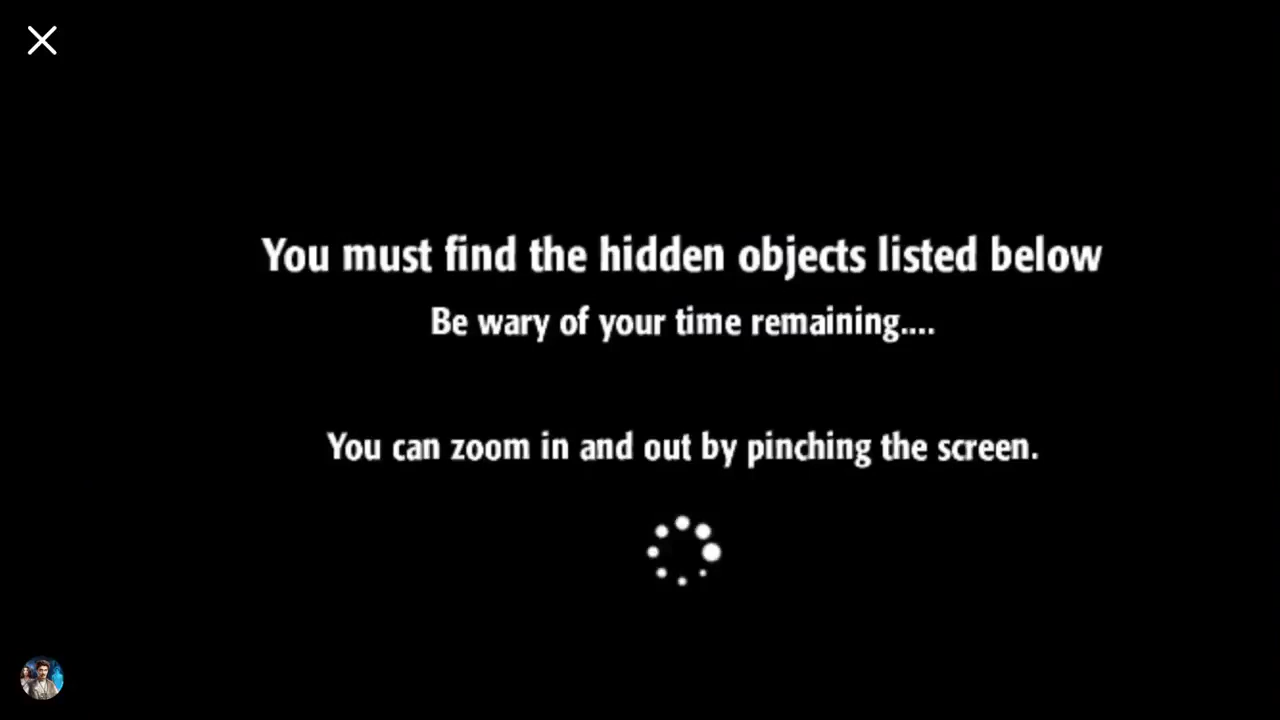 You must find the hidden objects listed below
Be wary of your time remaining....
You can zoom in and out by pinching the screen.